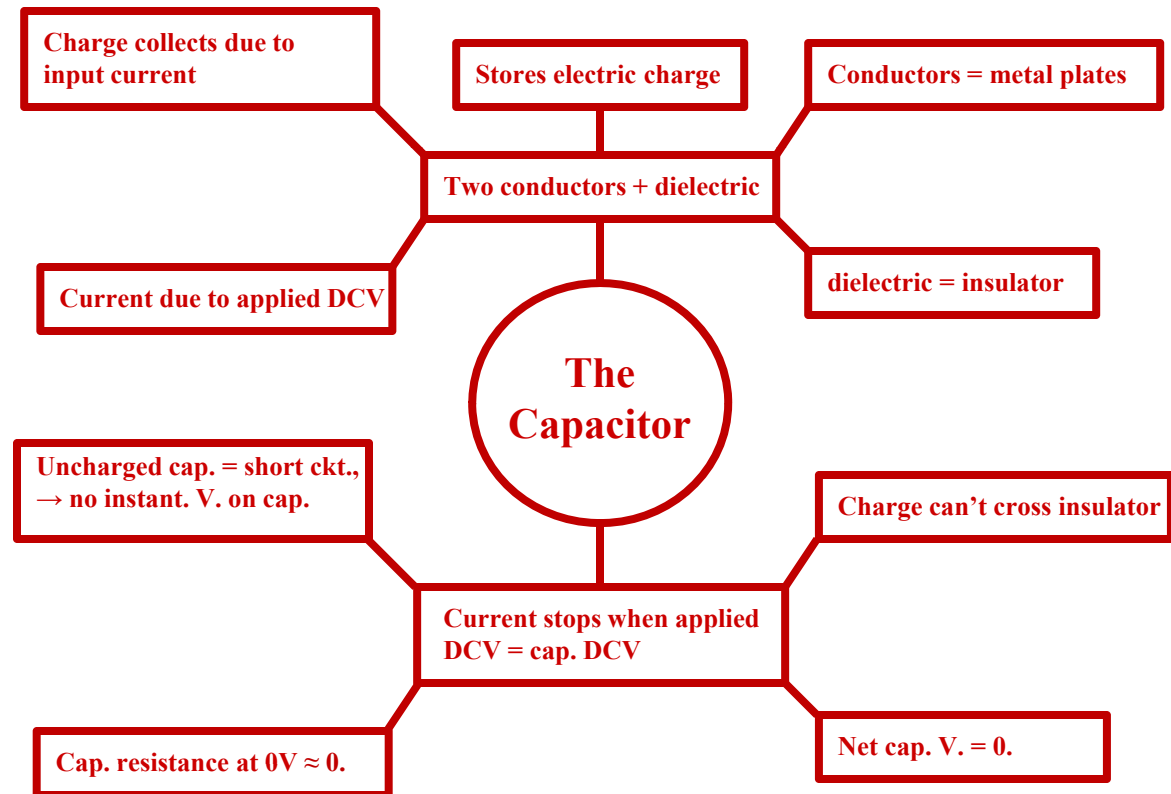 Charge collects due to
input current
Stores electric charge
Conductors = metal plates
Two conductors + dielectric
Current due to applied DCV
dielectric = insulator
The
Capacitor
Uncharged cap. = short ckt.,
→ no instant. V. on cap.
Charge can’t cross insulator
Current stops when applied
DCV = cap. DCV
Cap. resistance at 0V ≈ 0.
Net cap. V. = 0.